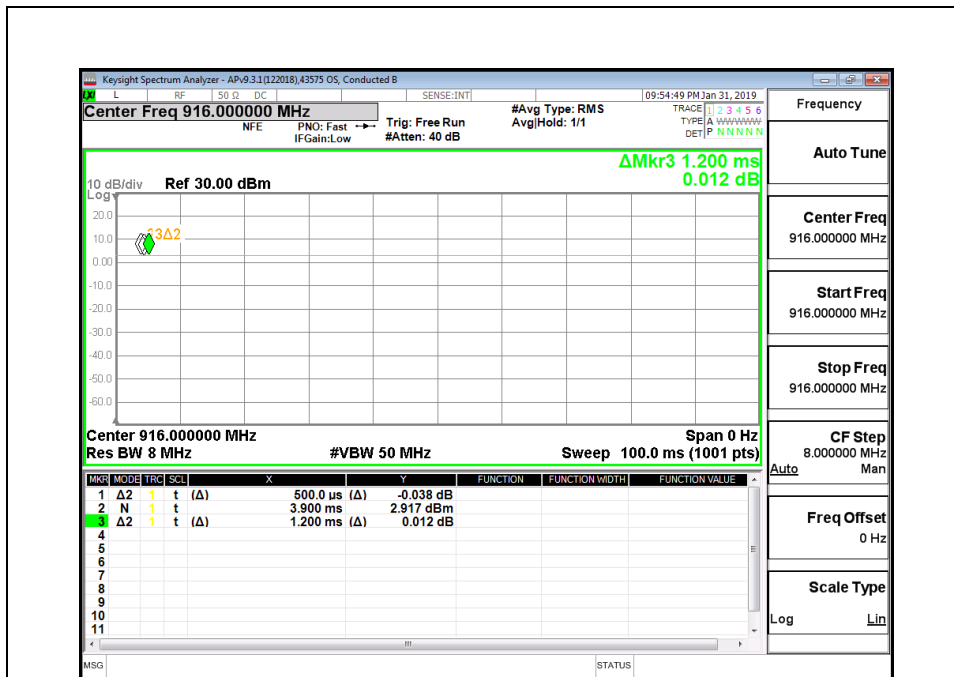 Keysight Spectrum Analyzer - APv9.3.1(122018),43575 OS, Conducted B
LXI L RF 50 Ω DC SENSE:INT 09:54:49 PM Jan 31, 2019
Center Freq 916.000000 MHz
NFE
PNO: Fast
IFGain:Low
Trig: Free Run
#Atten: 40 dB
#Avg Type: RMS
Avg|Hold: 1/1
TRACE 1 2 3 4 5 6
TYPE A WWWWW
DET P N N N N N
ΔMkr3 1.200 ms
0.012 dB
10 dB/div Ref 30.00 dBm
Log
20.0
10.0
0.00
-10.0
-20.0
-30.0
-40.0
-50.0
-60.0
3Δ2
Center 916.000000 MHz Span 0 Hz
Res BW 8 MHz #VBW 50 MHz Sweep 100.0 ms (1001 pts)
MKR MODE TRC SCL X Y FUNCTION FUNCTION WIDTH FUNCTION VALUE
1 Δ2 1 t (Δ) 500.0 µs (Δ) -0.038 dB
2 N 1 t 3.900 ms 2.917 dBm
3 Δ2 1 t (Δ) 1.200 ms (Δ) 0.012 dB
4
5
6
7
8
9
10
11
MSG STATUS
Frequency
Auto Tune
Center Freq
916.000000 MHz
Start Freq
916.000000 MHz
Stop Freq
916.000000 MHz
CF Step
8.000000 MHz
Auto Man
Freq Offset
0 Hz
Scale Type
Log Lin